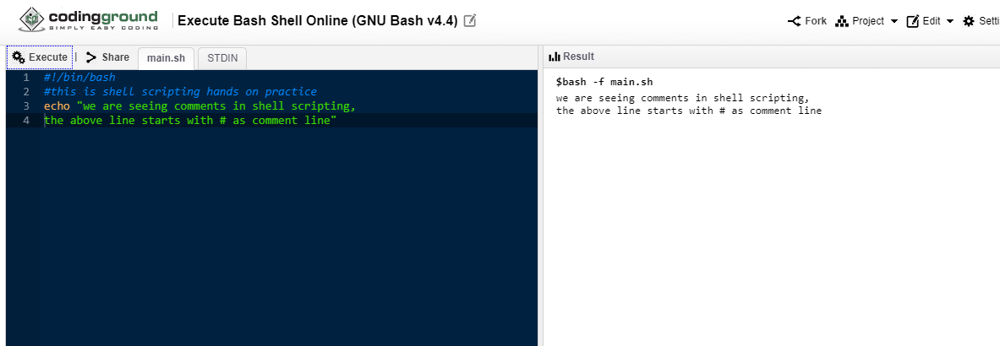 codingground
SIMPLY EASY CODING
Execute Bash Shell Online (GNU Bash v4.4)
Fork Project Edit Setti
Execute | Share main.sh STDIN
1 #!/bin/bash
2 #this is shell scripting hands on practice
3 echo "we are seeing comments in shell scripting,
4 the above line starts with # as comment line"
Result
$bash -f main.sh
we are seeing comments in shell scripting,
the above line starts with # as comment line